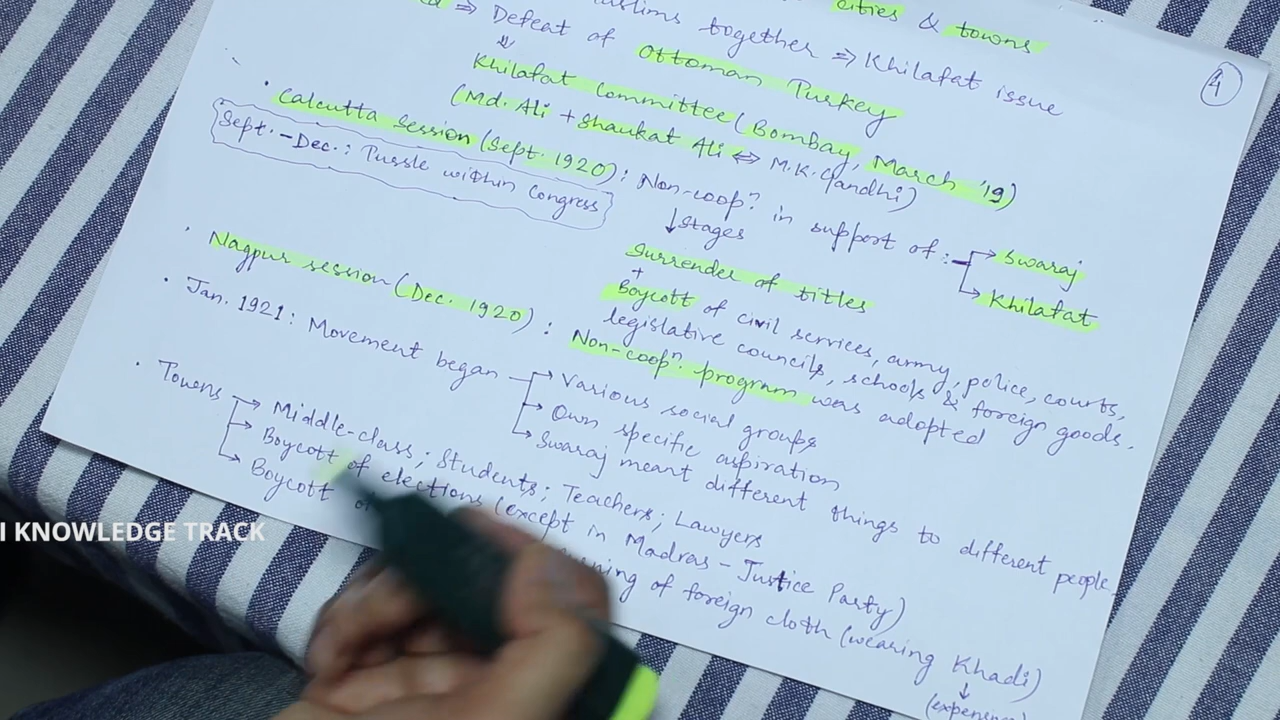 cities & towns
together ⇒ Khilafat issue
4
⇒ Defeat of Ottoman Turkey
Khilafat Committee (Bombay, March '19)
(Md. Ali + Shaukat Ali ⇔ M.K. Gandhi)
• Calcutta session (Sept. 1920) : Non-coopn in support of : → Swaraj
→ Khilafat
Sept. - Dec. : Pussle within Congress
↓ stages
Surrender of titles
+
Boycott of civil services, army, police, courts,
legislative councils, schools & foreign goods.
• Nagpur session (Dec. 1920) : Non-coopn. program was adopted
• Jan. 1921 : Movement began → Various social groups
→ Own specific aspiration
→ Swaraj meant different things to different people
• Towns → Middle-class ; Students ; Teachers ; Lawyers
→ Boycott of elections (except in Madras - Justice Party)
→ Boycott of foreign cloth (wearing Khadi)
↓
I KNOWLEDGE TRACK